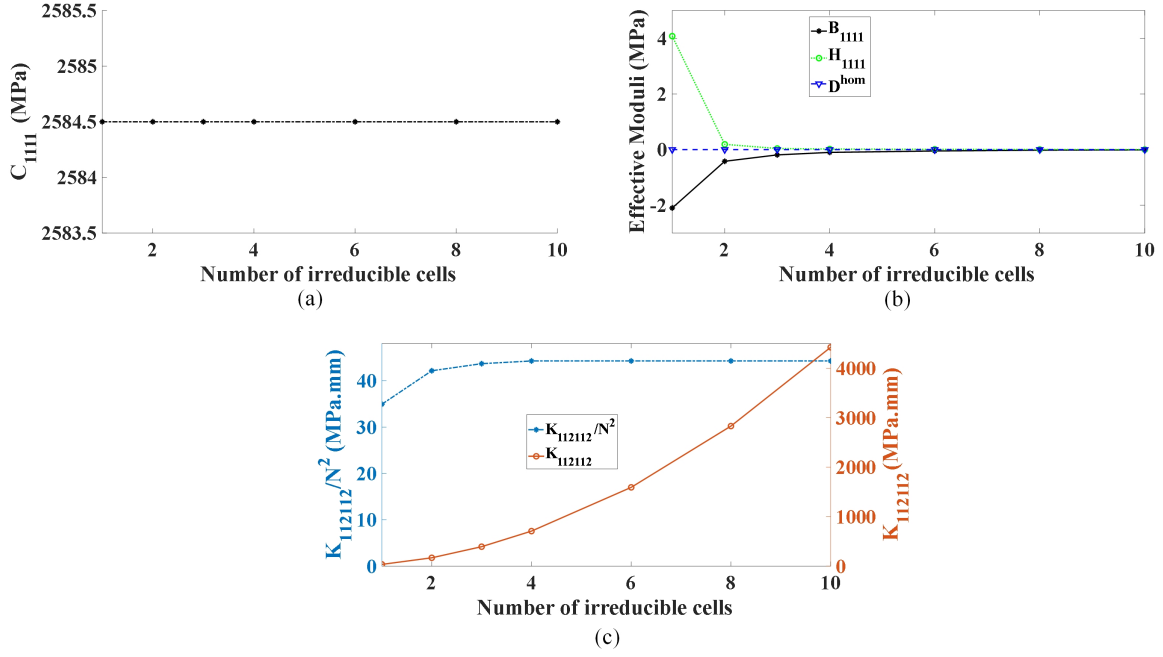 2585.5
2585
2584.5
2584
2583.5
C1111 (MPa)
2 4 6 8 10
Number of irreducible cells
(a)
4
2
0
-2
Effective Moduli (MPa)
B1111
H1111
D^hom
2 4 6 8 10
Number of irreducible cells
(b)
40
30
20
10
0
K112112/N² (MPa.mm)
K112112/N²
K112112
4000
3000
2000
1000
0
K112112 (MPa.mm)
2 4 6 8 10
Number of irreducible cells
(c)